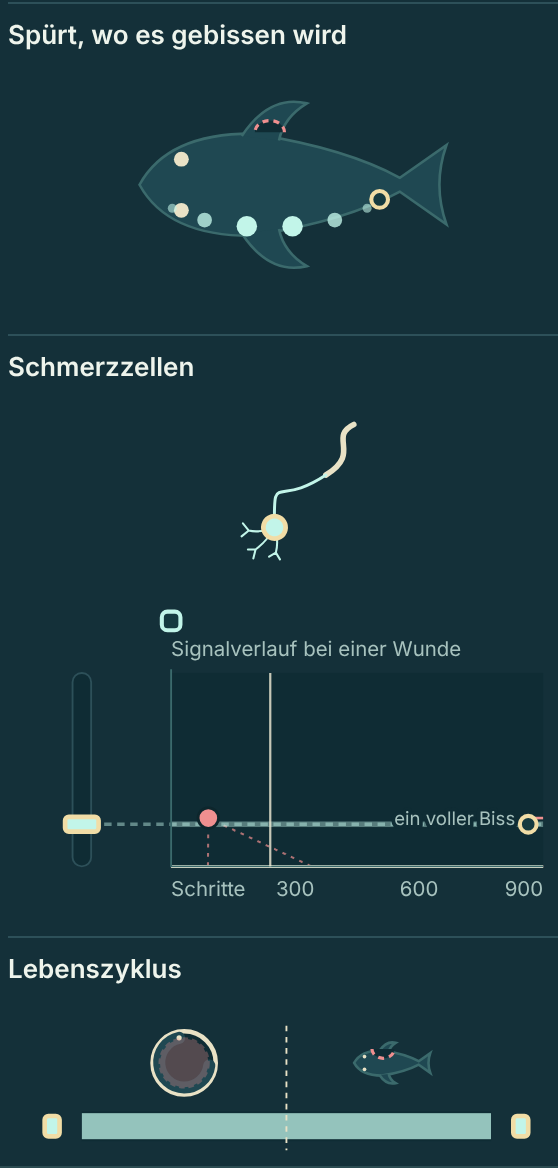 Spürt, wo es gebissen wird
Schmerzzellen
Signalverlauf bei einer Wunde
ein voller Biss
Schritte 300 600 900
Lebenszyklus